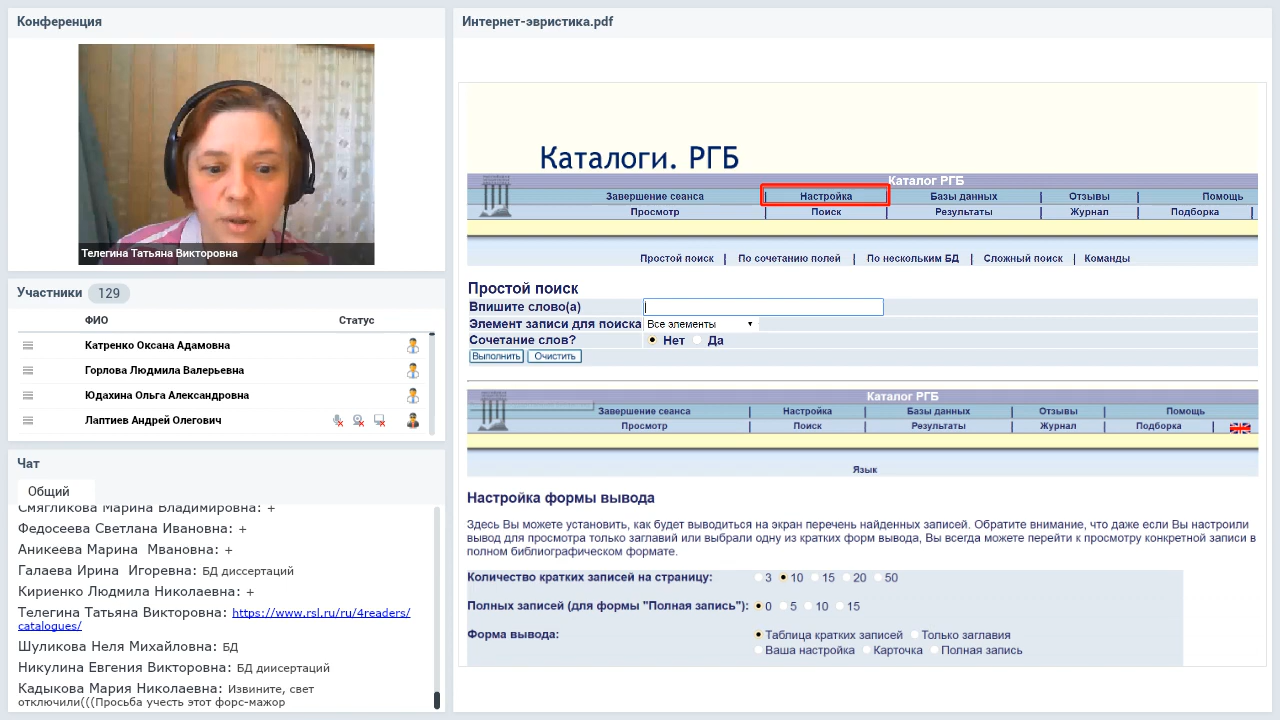 Конференция
Телегина Татьяна Викторовна
Участники 129
ФИО Статус
Катренко Оксана Адамовна
Горлова Людмила Валерьевна
Юдахина Ольга Александровна
Лаптиев Андрей Олегович
Чат
Общий
Смягликова Марина Владимировна: +
Федосеева Светлана Ивановна: +
Аникеева Марина Мвановна: +
Галаева Ирина Игоревна: БД диссертаций
Кириенко Людмила Николаевна: +
Телегина Татьяна Викторовна: https://www.rsl.ru/ru/4readers/
catalogues/
Шуликова Неля Михайловна: БД
Никулина Евгения Викторовна: БД диисертаций
Кадыкова Мария Николаевна: Извините, свет
отключили(((Просьба учесть этот форс-мажор
Интернет-эвристика.pdf
Каталоги. РГБ
Каталог РГБ
Завершение сеанса | Настройка Базы данных | Отзывы | Помощь
Просмотр | Поиск | Результаты | Журнал | Подборка |
Простой поиск | По сочетанию полей | По нескольким БД | Сложный поиск | Команды
Простой поиск
Впишите слово(а)
Элемент записи для поиска Все элементы
Сочетание слов? Нет Да
Выполнить Очистить
Каталог РГБ
Завершение сеанса | Настройка | Базы данных | Отзывы | Помощь
Просмотр | Поиск | Результаты | Журнал | Подборка |
Язык
Настройка формы вывода
Здесь Вы можете установить, как будет выводиться на экран перечень найденных записей. Обратите внимание, что даже если Вы настроили
вывод для просмотра только заглавий или выбрали одну из кратких форм вывода, Вы всегда можете перейти к просмотру конкретной записи в
полном библиографическом формате.
Количество кратких записей на страницу: 3 10 15 20 50
Полных записей (для формы "Полная запись"): 0 5 10 15
Форма вывода: Таблица кратких записей Только заглавия
Ваша настройка Карточка Полная запись